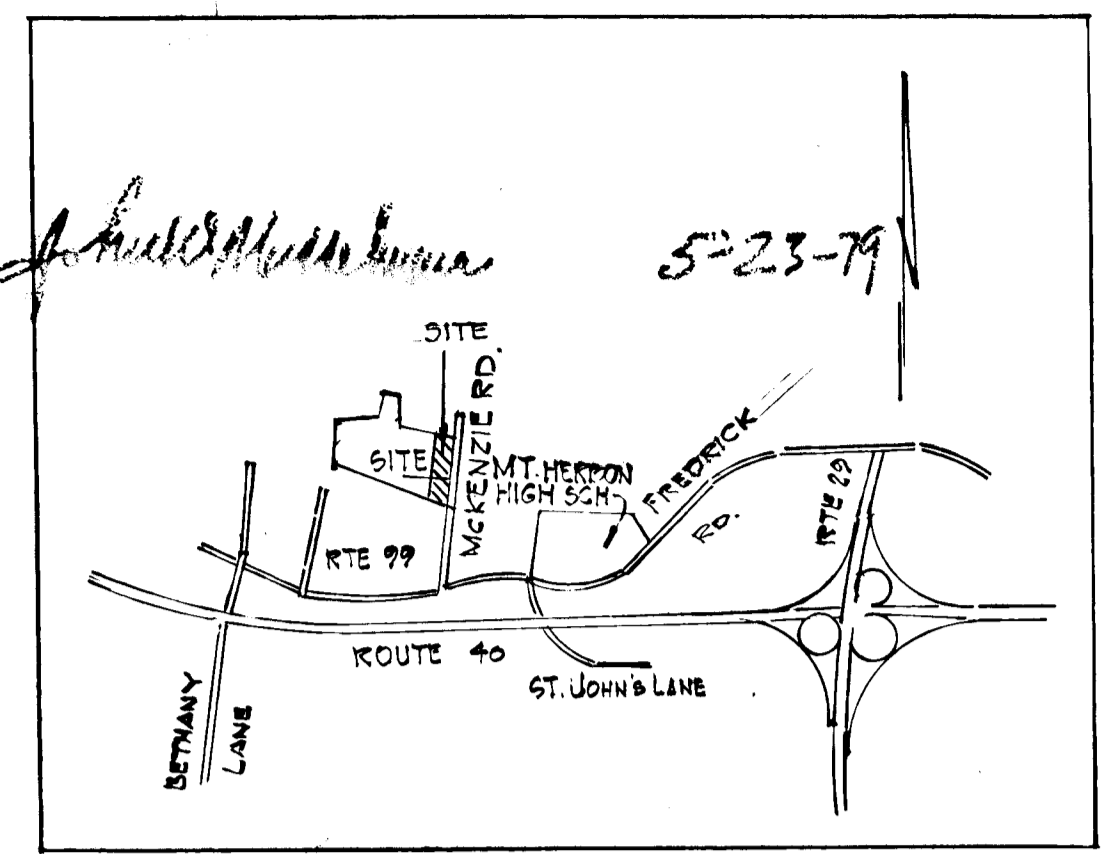 5-23-79
N
SITE
MCKENZIE RD.
SITE
MT. HERMON
HIGH SCH
FREDRICK
RD.
RTE 29
RTE 99
ROUTE 40
ST. JOHN'S LANE
BETHANY
LANE